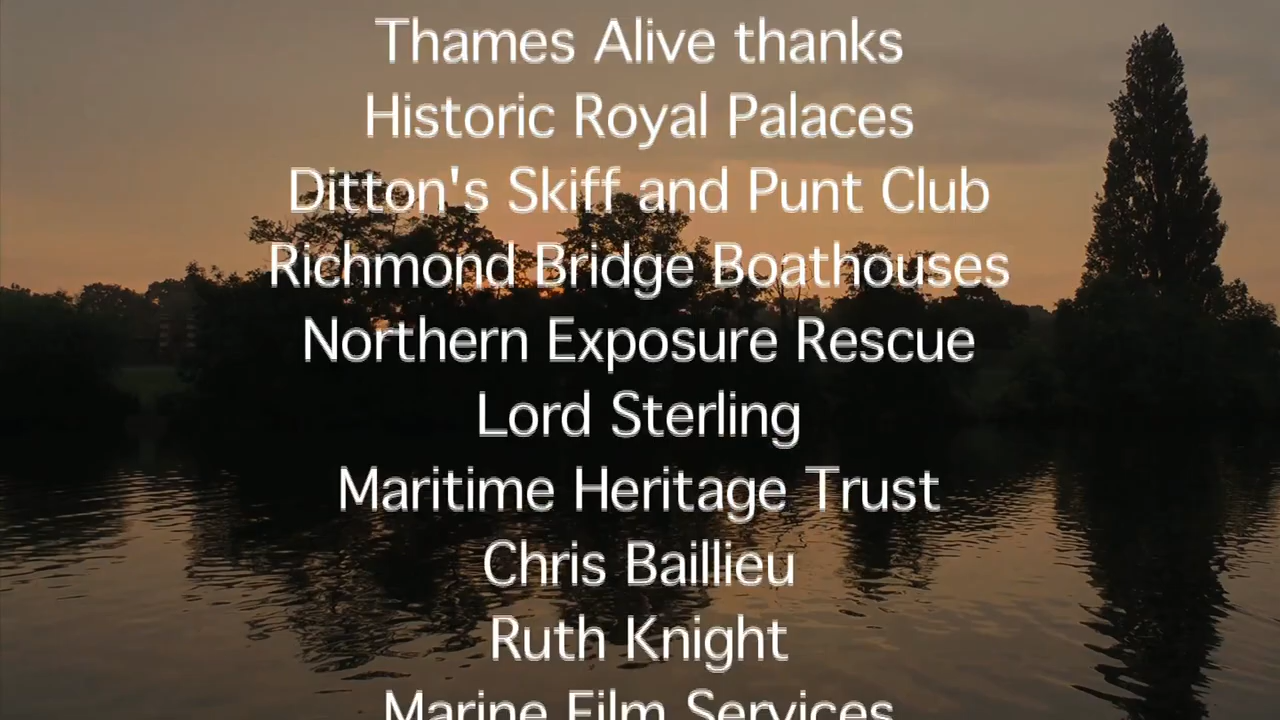 Thames Alive thanks
Historic Royal Palaces
Ditton's Skiff and Punt Club
Richmond Bridge Boathouses
Northern Exposure Rescue
Lord Sterling
Maritime Heritage Trust
Chris Baillieu
Ruth Knight
Marine Film Services